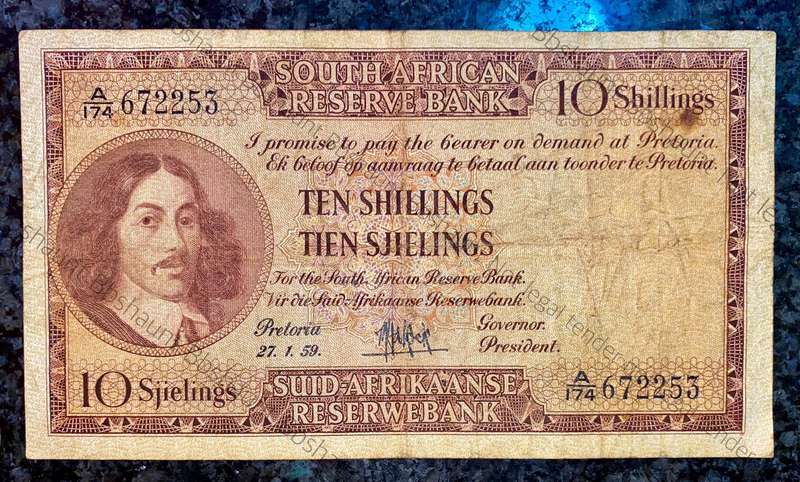 SOUTH AFRICAN
RESERVE BANK
A/174 672253
10 Shillings
I promise to pay the bearer on demand at Pretoria.
Ek beloof op aanvraag te betaal aan toonder te Pretoria.
TEN SHILLINGS
TIEN SJIELINGS
For the South African Reserve Bank.
Vir die Suid-Afrikaanse Reserwebank.
Pretoria
27.1.59.
Governor.
President.
10 Sjielings
SUID-AFRIKAANSE
RESERWEBANK
A/174 672253